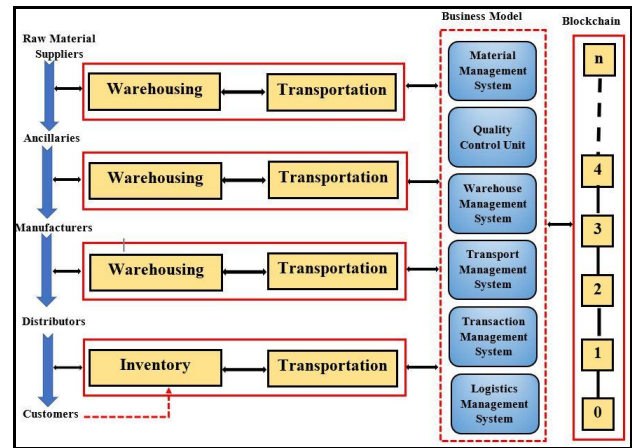 Business Model
Blockchain
Raw Material
Suppliers
Warehousing
Transportation
Ancillaries
Warehousing
Transportation
Manufacturers
Warehousing
Transportation
Distributors
Inventory
Transportation
Customers
Material
Management
System
Quality
Control Unit
Warehouse
Management
System
Transport
Management
System
Transaction
Management
System
Logistics
Management
System
n
4
3
2
1
0